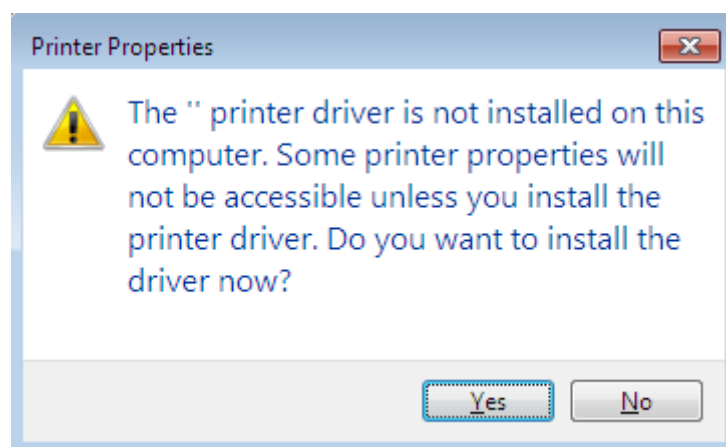 Printer Properties
The '' printer driver is not installed on this
computer. Some printer properties will
not be accessible unless you install the
printer driver. Do you want to install the
driver now?
Yes No